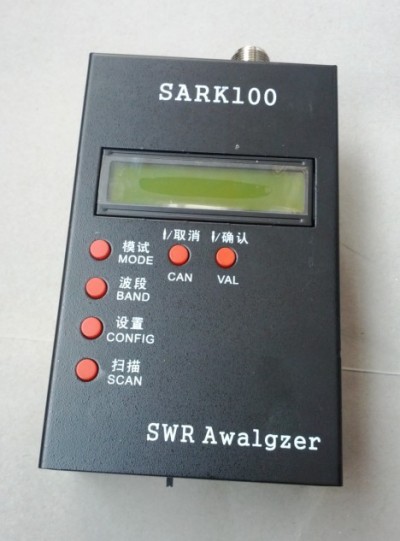 SARK100
I/取消 I/确认
CAN VAL
模试
MODE
波段
BAND
设置
CONFIG
扫描
SCAN
SWR Awalgzer